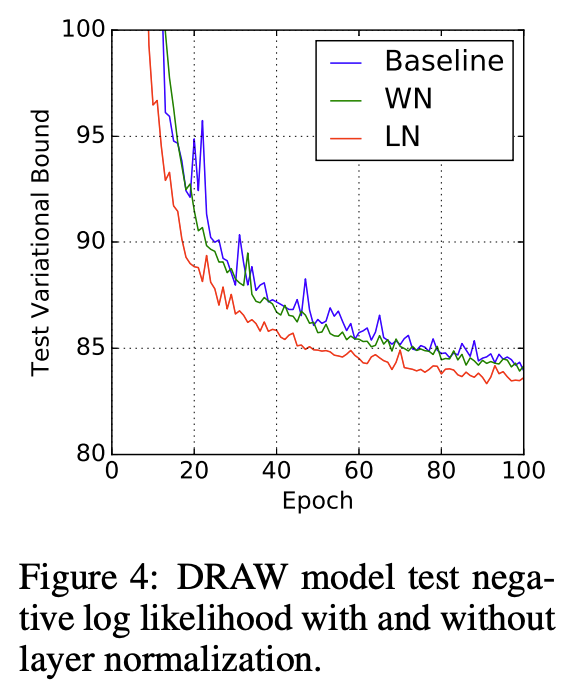 100
95
90
85
80
Test Variational Bound
Baseline
WN
LN
0 20 40 60 80 100
Epoch
Figure 4: DRAW model test nega-
tive log likelihood with and without
layer normalization.